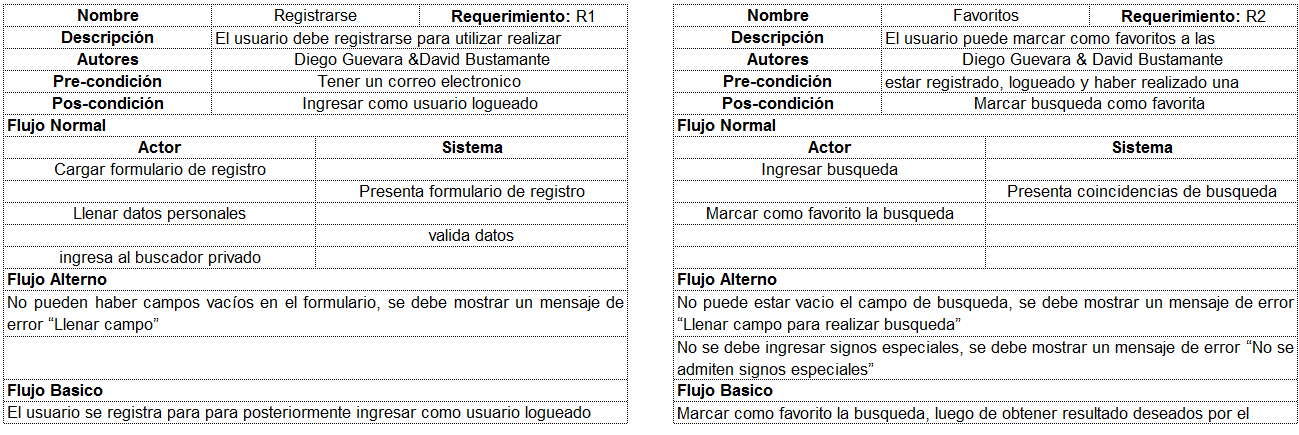 Nombre Registrarse Requerimiento: R1
Descripción El usuario debe registrarse para utilizar realizar
Autores Diego Guevara &David Bustamante
Pre-condición Tener un correo electronico
Pos-condición Ingresar como usuario logueado
Flujo Normal
Actor Sistema
Cargar formulario de registro
Presenta formulario de registro
Llenar datos personales
valida datos
ingresa al buscador privado
Flujo Alterno
No pueden haber campos vacíos en el formulario, se debe mostrar un mensaje de
error “Llenar campo”
Flujo Basico
El usuario se registra para para posteriormente ingresar como usuario logueado
Nombre Favoritos Requerimiento: R2
Descripción El usuario puede marcar como favoritos a las
Autores Diego Guevara & David Bustamante
Pre-condición estar registrado, logueado y haber realizado una
Pos-condición Marcar busqueda como favorita
Flujo Normal
Actor Sistema
Ingresar busqueda
Presenta coincidencias de busqueda
Marcar como favorito la busqueda
Flujo Alterno
No puede estar vacio el campo de busqueda, se debe mostrar un mensaje de error
“Llenar campo para realizar busqueda”
No se debe ingresar signos especiales, se debe mostrar un mensaje de error “No se
admiten signos especiales”
Flujo Basico
Marcar como favorito la busqueda, luego de obtener resultado deseados por el